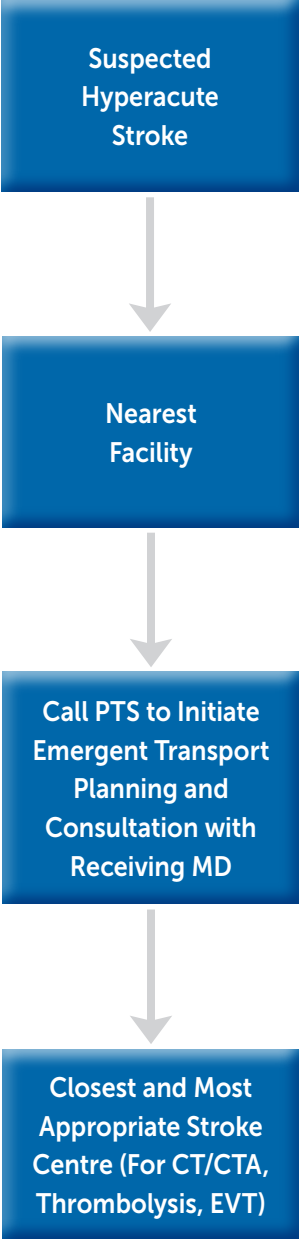 Suspected
Hyperacute
Stroke
Nearest
Facility
Call PTS to Initiate
Emergent Transport
Planning and
Consultation with
Receiving MD
Closest and Most
Appropriate Stroke
Centre (For CT/CTA,
Thrombolysis, EVT)